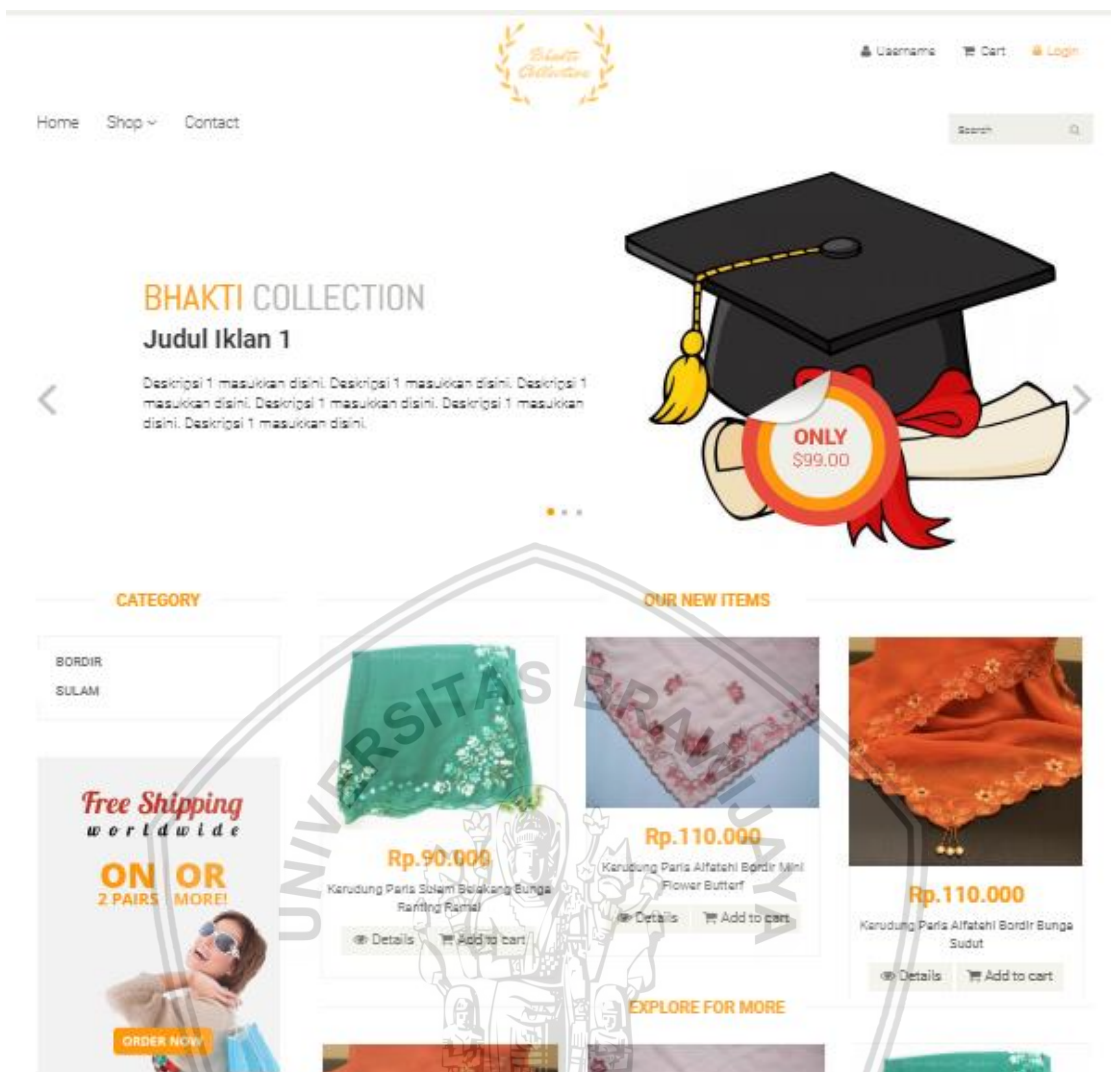 Bhakti
Collection
Username Cart Login
Home Shop Contact
Search
BHAKTI COLLECTION
Judul Iklan 1
Deskripsi 1 masukkan disini. Deskripsi 1 masukkan disini. Deskripsi 1
masukkan disini. Deskripsi 1 masukkan disini. Deskripsi 1 masukkan
disini. Deskripsi 1 masukkan disini.
ONLY
$99.00
CATEGORY
BORDIR
SULAM
Free Shipping
worldwide
ON OR
2 PAIRS MORE!
ORDER NOW
OUR NEW ITEMS
Rp.90.000
Kerudung Paris Sulam Belakang Bunga
Ranting Ramai
Details Add to cart
Rp.110.000
Kerudung Paris Alfatehi Bordir Mini
Flower Butterf
Details Add to cart
Rp.110.000
Kerudung Paris Alfatehi Bordir Bunga
Sudut
Details Add to cart
EXPLORE FOR MORE
UNIVERSITAS BRAWIJAYA